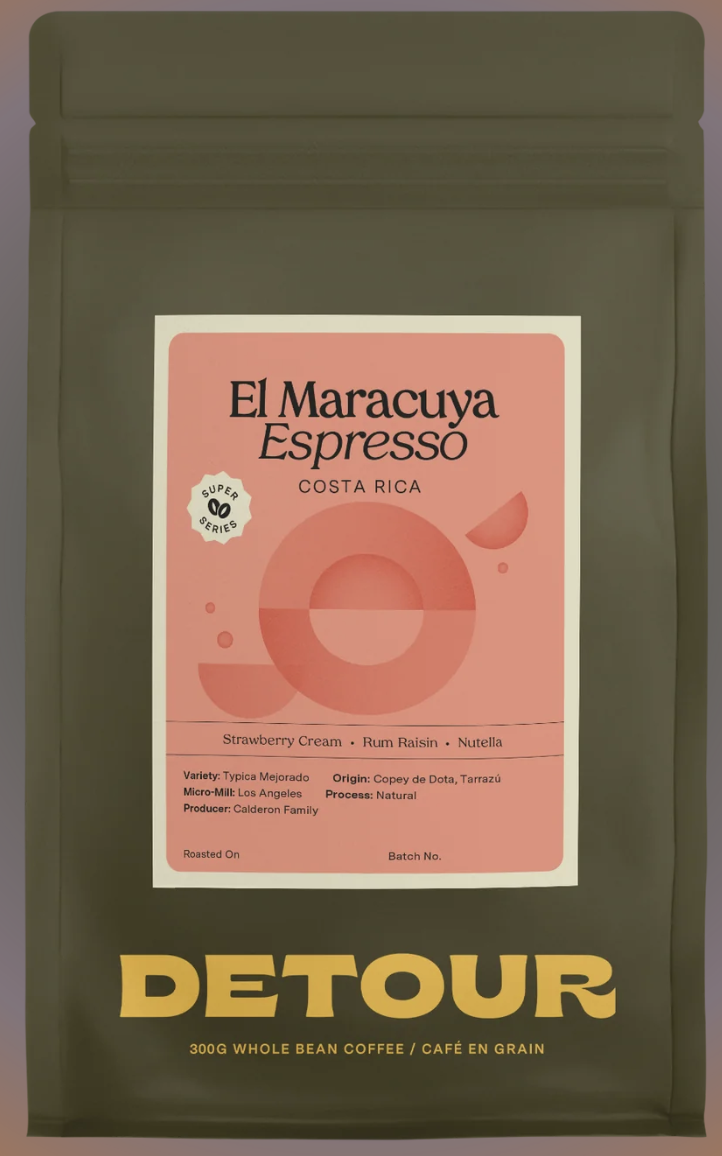 El Maracuya
Espresso
COSTA RICA
SUPER
SERIES
Strawberry Cream • Rum Raisin • Nutella
Variety: Typica Mejorado Origin: Copey de Dota, Tarrazú
Micro-Mill: Los Angeles Process: Natural
Producer: Calderon Family
Roasted On Batch No.
DETOUR
300G WHOLE BEAN COFFEE / CAFÉ EN GRAIN